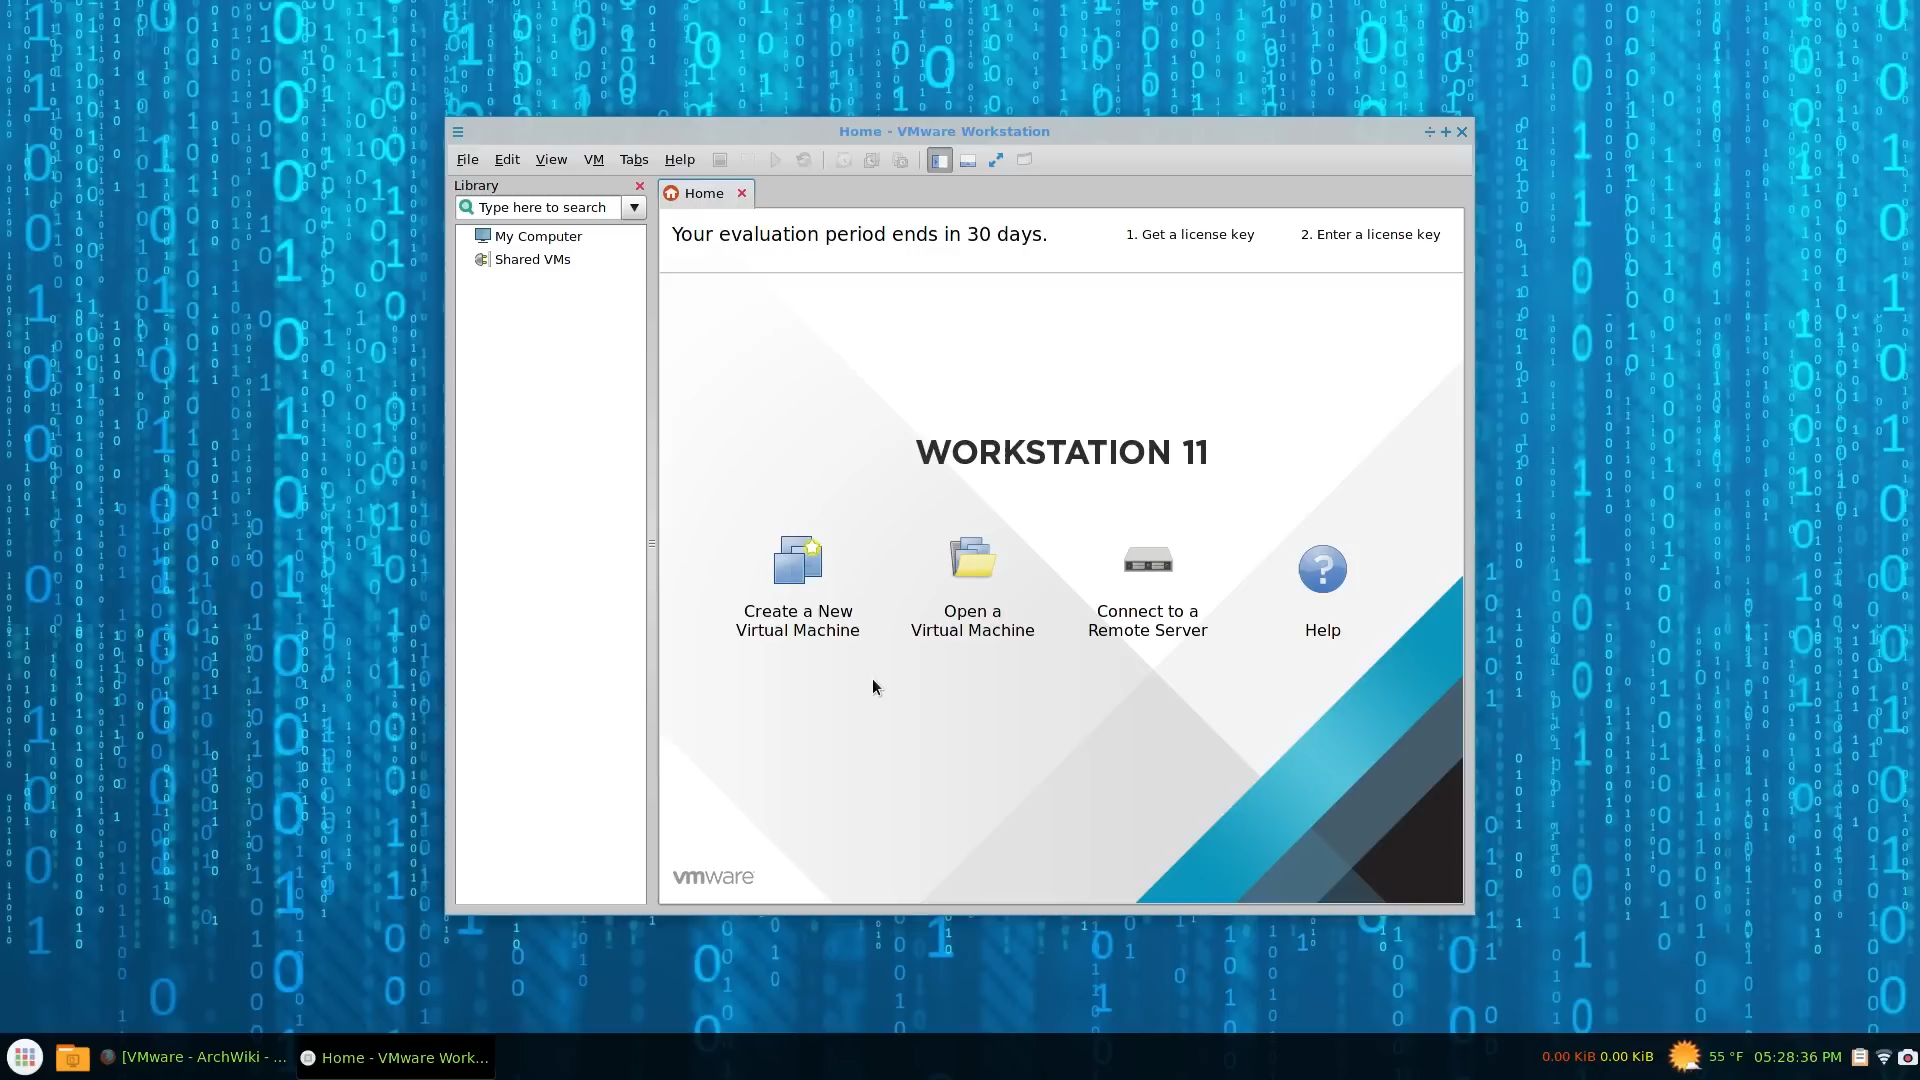 Home - VMware Workstation
File Edit View VM Tabs Help
Library
Home
Type here to search
My Computer
Shared VMs
Your evaluation period ends in 30 days.
1. Get a license key
2. Enter a license key
WORKSTATION 11
Create a New
Virtual Machine
Open a
Virtual Machine
Connect to a
Remote Server
?
Help
vmware
[VMware - ArchWiki - ...
Home - VMware Work...
0.00 KiB 0.00 KiB
55 °F
05:28:36 PM